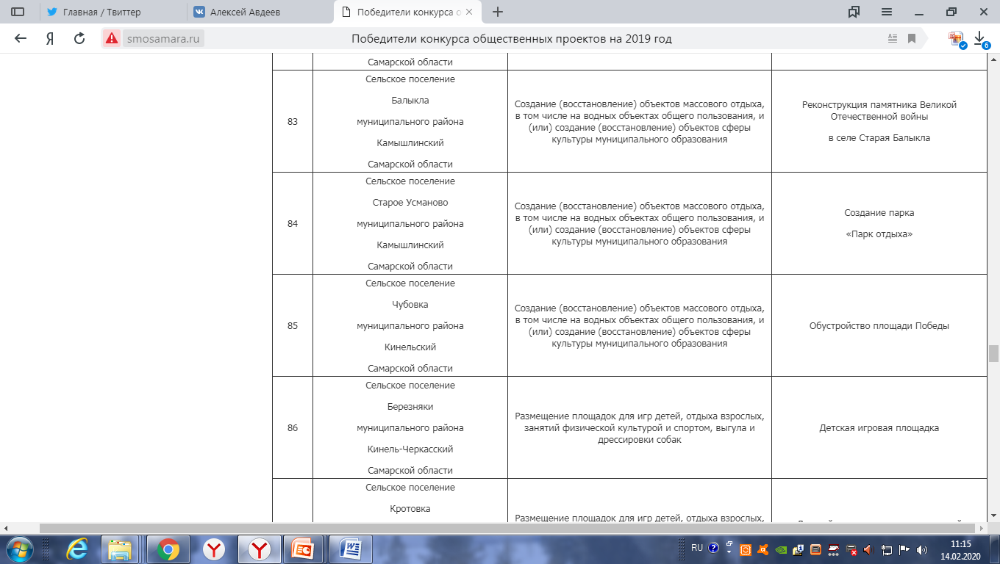 Главная / Твиттер
Алексей Авдеев
Победители конкурса о
smosamara.ru
Победители конкурса общественных проектов на 2019 год
6
Самарской области
83
Сельское поселение
Балыкла
муниципального района
Камышлинский
Самарской области
Создание (восстановление) объектов массового отдыха,
в том числе на водных объектах общего пользования, и
(или) создание (восстановление) объектов сферы
культуры муниципального образования
Реконструкция памятника Великой
Отечественной войны
в селе Старая Балыкла
84
Сельское поселение
Старое Усманово
муниципального района
Камышлинский
Самарской области
Создание (восстановление) объектов массового отдыха,
в том числе на водных объектах общего пользования, и
(или) создание (восстановление) объектов сферы
культуры муниципального образования
Создание парка
«Парк отдыха»
85
Сельское поселение
Чубовка
муниципального района
Кинельский
Самарской области
Создание (восстановление) объектов массового отдыха,
в том числе на водных объектах общего пользования, и
(или) создание (восстановление) объектов сферы
культуры муниципального образования
Обустройство площади Победы
86
Сельское поселение
Березняки
муниципального района
Кинель-Черкасский
Самарской области
Размещение площадок для игр детей, отдыха взрослых,
занятий физической культурой и спортом, выгула и
дрессировки собак
Детская игровая площадка
Сельское поселение
Кротовка
Размещение площадок для игр детей, отдыха взрослых,
RU
11:15
14.02.2020